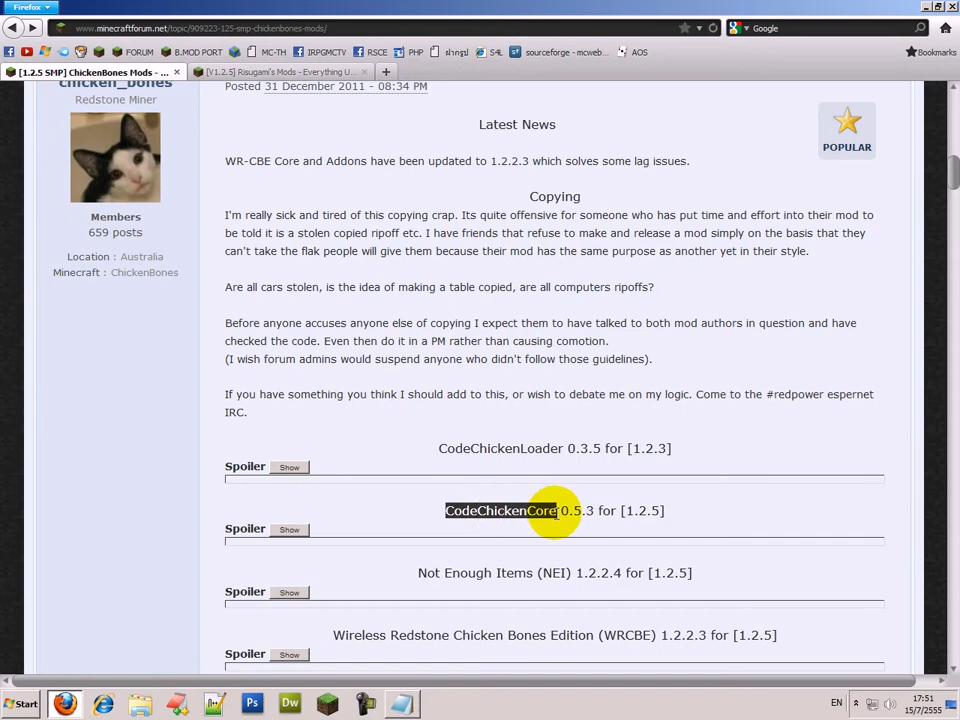 Firefox
www.minecraftforum.net/topic/909223-125-smp-chickenbones-mods/
Google
FORUM B.MOD PORT MC-TH IRPGMCTV RSCE PHP ฝากรูป S4L sourceforge - mcweb... AOS Bookmarks
[1.2.5 SMP] ChickenBones Mods - ... [V1.2.5] Risugami's Mods - Everything U...
chicken_bones
Redstone Miner
Members
659 posts
Location : Australia
Minecraft : ChickenBones
Posted 31 December 2011 - 08:34 PM
POPULAR
Latest News
WR-CBE Core and Addons have been updated to 1.2.2.3 which solves some lag issues.
Copying
I'm really sick and tired of this copying crap. Its quite offensive for someone who has put time and effort into their mod to
be told it is a stolen copied ripoff etc. I have friends that refuse to make and release a mod simply on the basis that they
can't take the flak people will give them because their mod has the same purpose as another yet in their style.
Are all cars stolen, is the idea of making a table copied, are all computers ripoffs?
Before anyone accuses anyone else of copying I expect them to have talked to both mod authors in question and have
checked the code. Even then do it in a PM rather than causing comotion.
(I wish forum admins would suspend anyone who didn't follow those guidelines).
If you have something you think I should add to this, or wish to debate me on my logic. Come to the #redpower espernet
IRC.
CodeChickenLoader 0.3.5 for [1.2.3]
Spoiler Show
CodeChickenCore 0.5.3 for [1.2.5]
Spoiler Show
Not Enough Items (NEI) 1.2.2.4 for [1.2.5]
Spoiler Show
Wireless Redstone Chicken Bones Edition (WRCBE) 1.2.2.3 for [1.2.5]
Spoiler Show
Start Ps Dw EN 17:51
15/7/2555